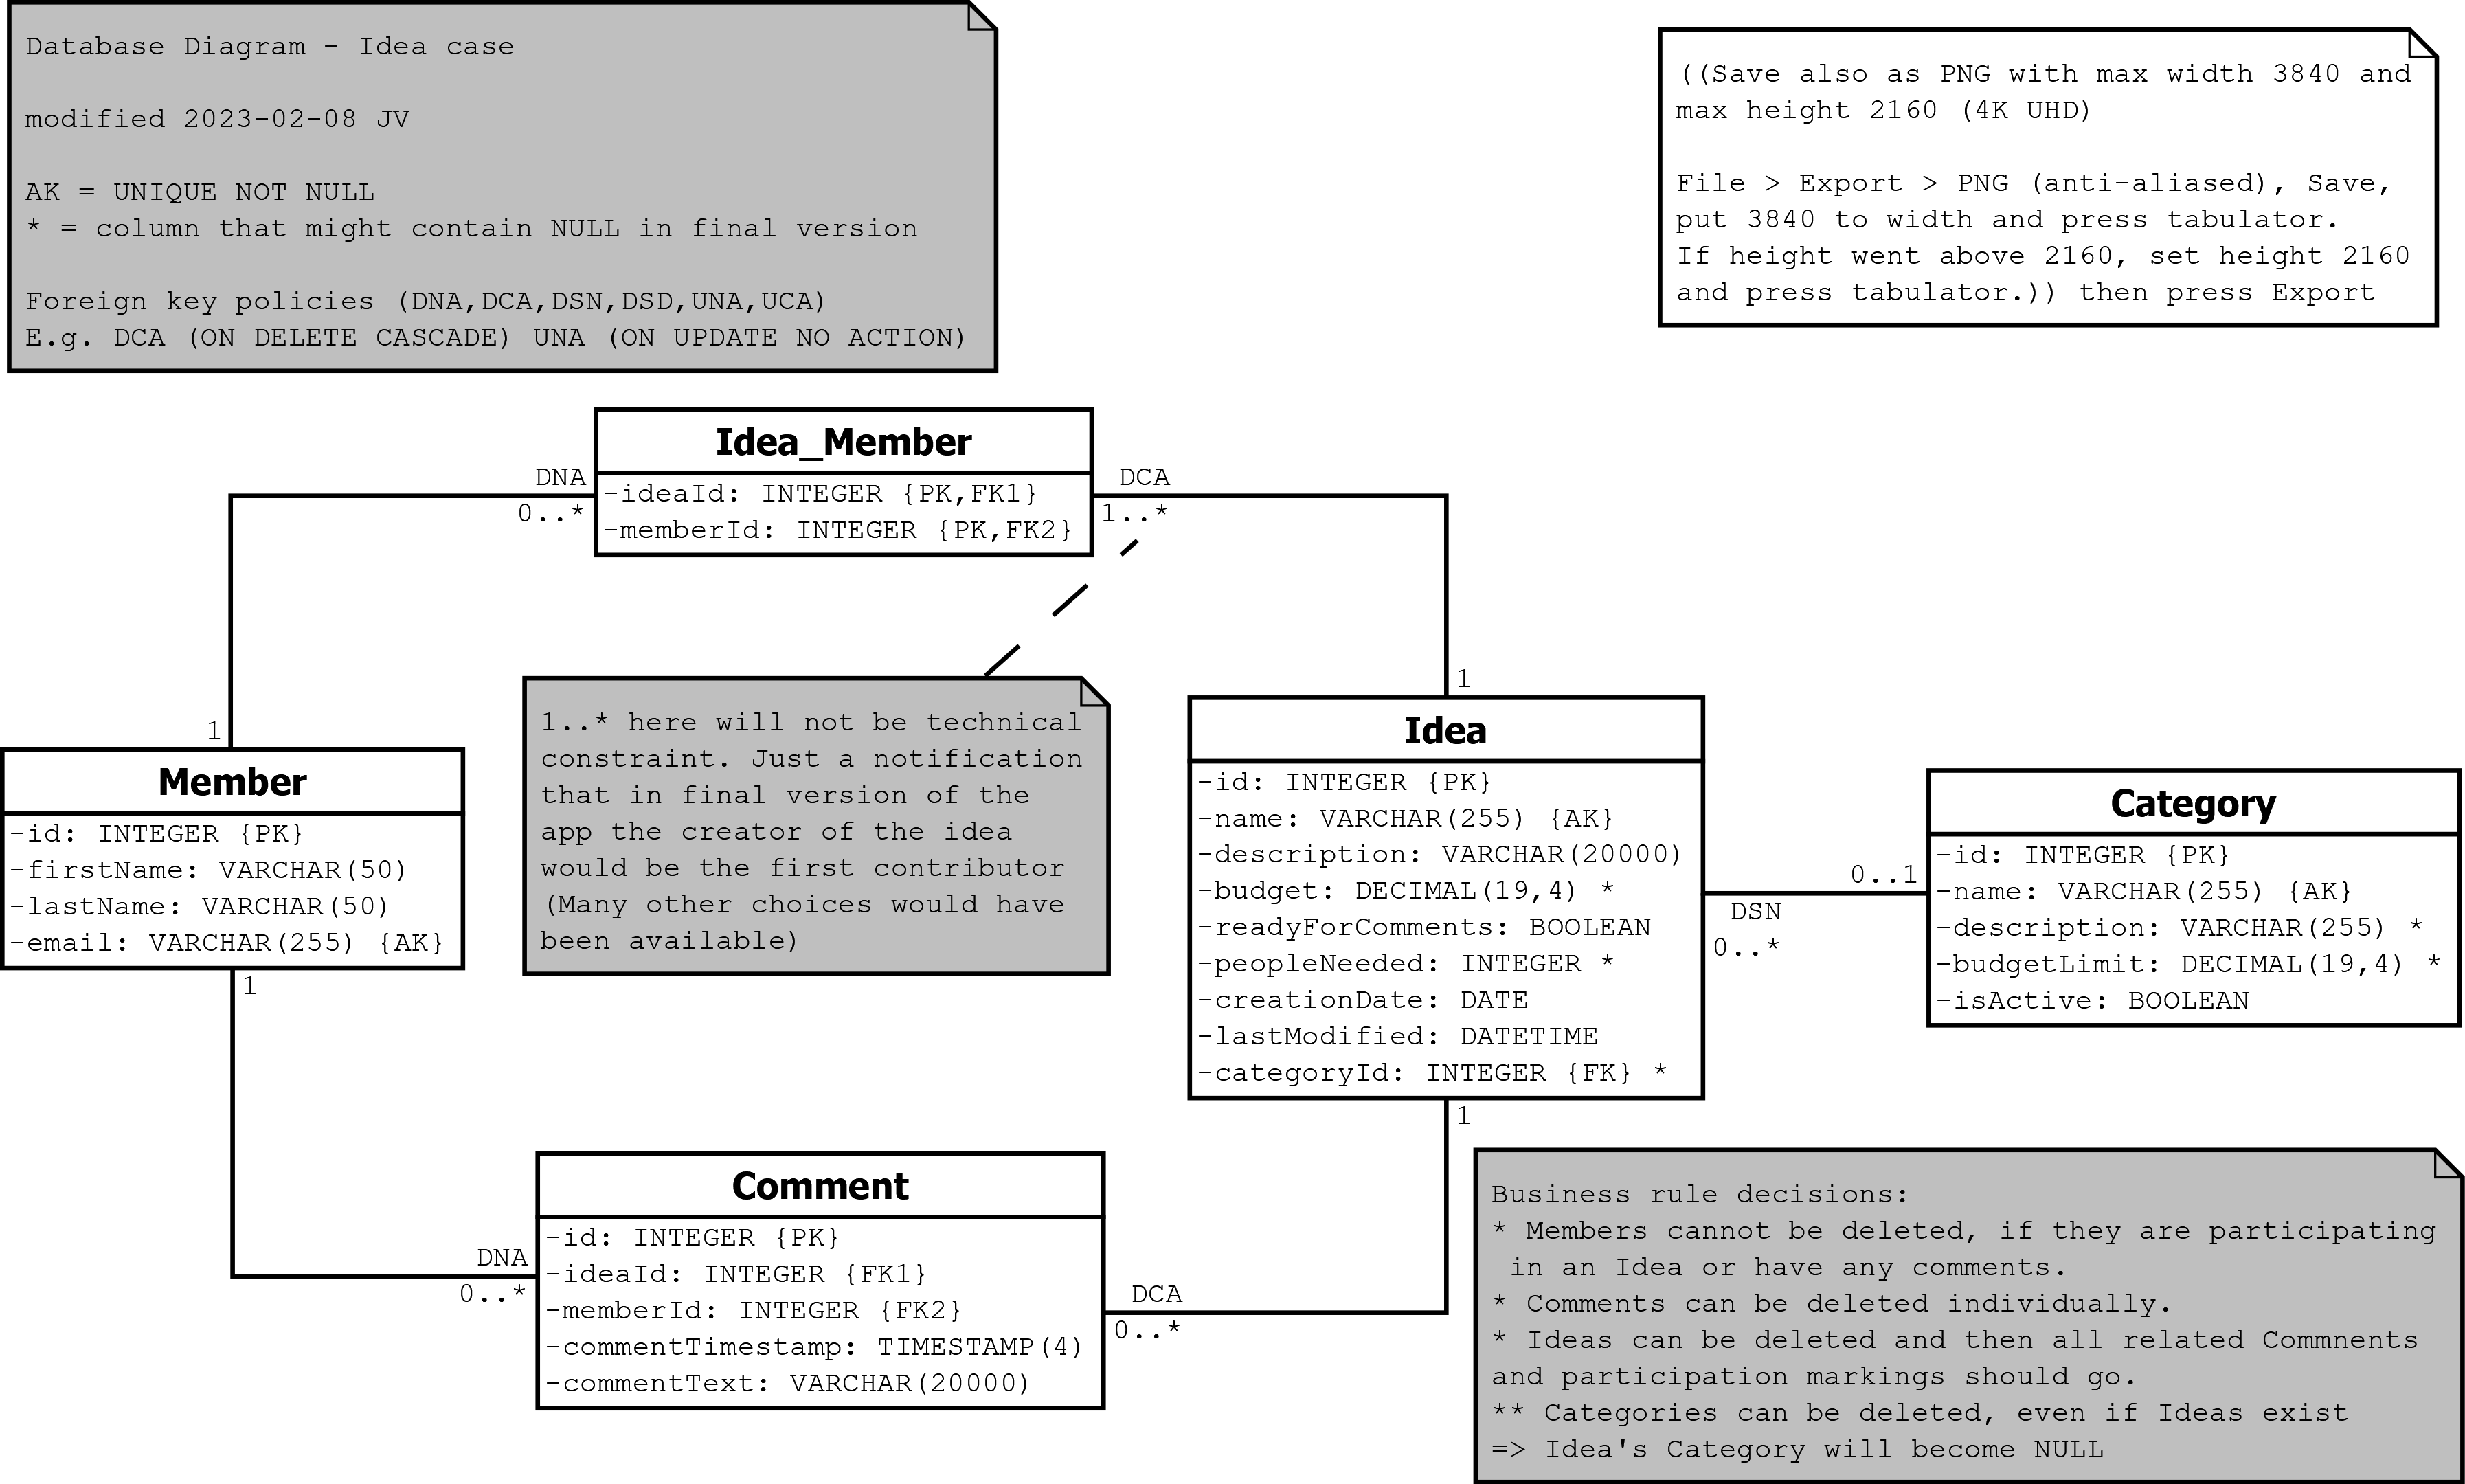 Database Diagram - Idea case
modified 2023-02-08 JV
AK = UNIQUE NOT NULL
* = column that might contain NULL in final version
Foreign key policies (DNA,DCA,DSN,DSD,UNA,UCA)
E.g. DCA (ON DELETE CASCADE) UNA (ON UPDATE NO ACTION)
((Save also as PNG with max width 3840 and
max height 2160 (4K UHD)
File > Export > PNG (anti-aliased), Save,
put 3840 to width and press tabulator.
If height went above 2160, set height 2160
and press tabulator.)) then press Export
Idea_Member
-ideaId: INTEGER {PK,FK1}
-memberId: INTEGER {PK,FK2}
DNA
0..*
DCA
1..*
1
1
1..* here will not be technical
constraint. Just a notification
that in final version of the
app the creator of the idea
would be the first contributor
(Many other choices would have
been available)
Member
-id: INTEGER {PK}
-firstName: VARCHAR(50)
-lastName: VARCHAR(50)
-email: VARCHAR(255) {AK}
1
Idea
-id: INTEGER {PK}
-name: VARCHAR(255) {AK}
-description: VARCHAR(20000)
-budget: DECIMAL(19,4) *
-readyForComments: BOOLEAN
-peopleNeeded: INTEGER *
-creationDate: DATE
-lastModified: DATETIME
-categoryId: INTEGER {FK} *
1
0..1
DSN
0..*
Category
-id: INTEGER {PK}
-name: VARCHAR(255) {AK}
-description: VARCHAR(255) *
-budgetLimit: DECIMAL(19,4) *
-isActive: BOOLEAN
Comment
-id: INTEGER {PK}
-ideaId: INTEGER {FK1}
-memberId: INTEGER {FK2}
-commentTimestamp: TIMESTAMP(4)
-commentText: VARCHAR(20000)
DNA
0..*
DCA
0..*
Business rule decisions:
* Members cannot be deleted, if they are participating
in an Idea or have any comments.
* Comments can be deleted individually.
* Ideas can be deleted and then all related Commnents
and participation markings should go.
** Categories can be deleted, even if Ideas exist
=> Idea's Category will become NULL